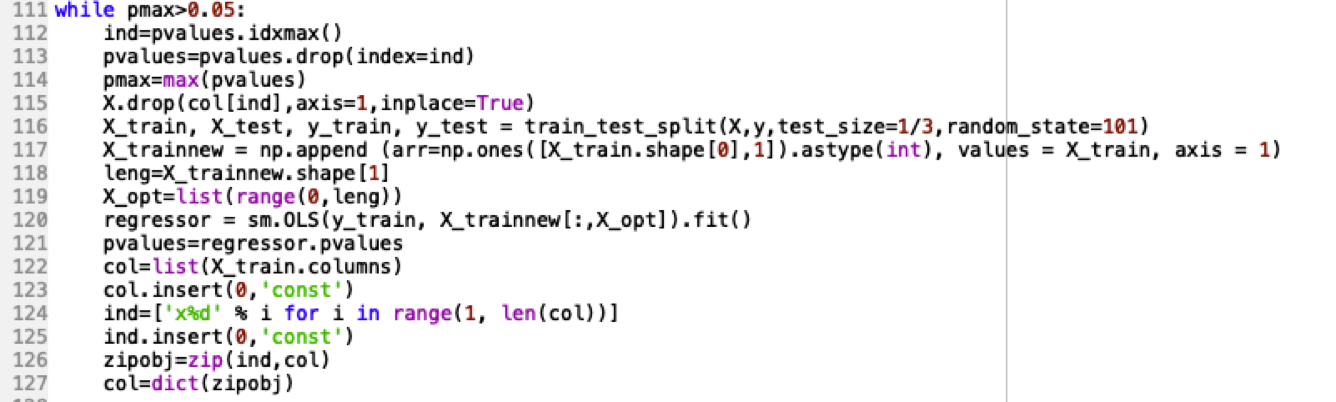 111 while pmax>0.05:
112     ind=pvalues.idxmax()
113     pvalues=pvalues.drop(index=ind)
114     pmax=max(pvalues)
115     X.drop(col[ind],axis=1,inplace=True)
116     X_train, X_test, y_train, y_test = train_test_split(X,y,test_size=1/3,random_state=101)
117     X_trainnew = np.append (arr=np.ones([X_train.shape[0],1]).astype(int), values = X_train, axis = 1)
118     leng=X_trainnew.shape[1]
119     X_opt=list(range(0,leng))
120     regressor = sm.OLS(y_train, X_trainnew[:,X_opt]).fit()
121     pvalues=regressor.pvalues
122     col=list(X_train.columns)
123     col.insert(0,'const')
124     ind=['x%d' % i for i in range(1, len(col))]
125     ind.insert(0,'const')
126     zipobj=zip(ind,col)
127     col=dict(zipobj)